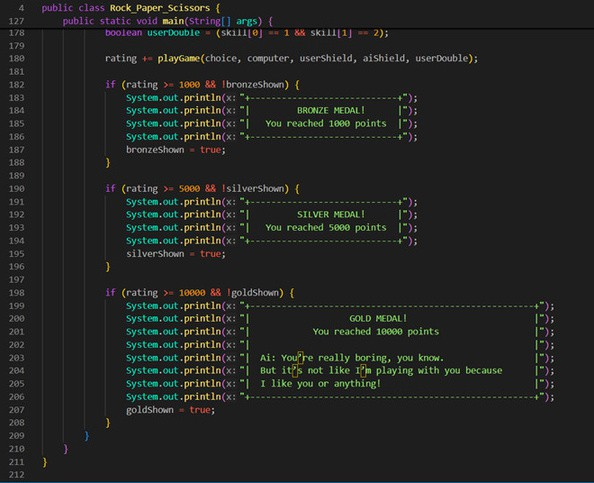 4 public class Rock_Paper_Scissors {
127 public static void main(String[] args) {
178 boolean userDouble = (skill[0] == 1 && skill[1] == 2);
179
180 rating += playGame(choice, computer, userShield, aiShield, userDouble);
181
182 if (rating >= 1000 && !bronzeShown) {
183 System.out.println(x: "+----------------------------+");
184 System.out.println(x: "|         BRONZE MEDAL!      |");
185 System.out.println(x: "|   You reached 1000 points  |");
186 System.out.println(x: "+----------------------------+");
187 bronzeShown = true;
188 }
189
190 if (rating >= 5000 && !silverShown) {
191 System.out.println(x: "+----------------------------+");
192 System.out.println(x: "|         SILVER MEDAL!      |");
193 System.out.println(x: "|   You reached 5000 points  |");
194 System.out.println(x: "+----------------------------+");
195 silverShown = true;
196 }
197
198 if (rating >= 10000 && !goldShown) {
199 System.out.println(x: "+------------------------------------------------------+");
200 System.out.println(x: "|                   GOLD MEDAL!                        |");
201 System.out.println(x: "|            You reached 10000 points                  |");
202 System.out.println(x: "|                                                      |");
203 System.out.println(x: "|  Ai: You’re really boring, you know.                 |");
204 System.out.println(x: "|  But it’s not like I’m playing with you because      |");
205 System.out.println(x: "|  I like you or anything!                             |");
206 System.out.println(x: "+------------------------------------------------------+");
207 goldShown = true;
208 }
209 }
210 }
211 }
212